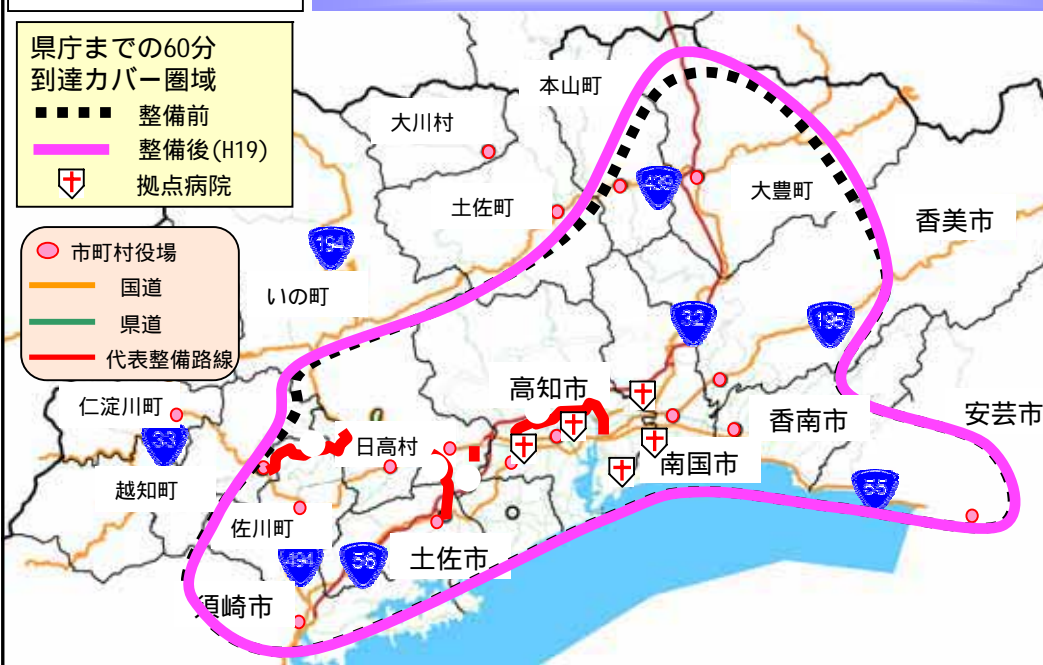 県庁までの60分
到達カバー圏域
整備前
整備後(H19)
拠点病院
市町村役場
国道
県道
代表整備路線
本山町
大川村
土佐町
439
大豊町
香美市
194
いの町
32
195
高知市
仁淀川町
33
日高村
香南市
安芸市
越知町
南国市
55
佐川町
494
56
土佐市
須崎市